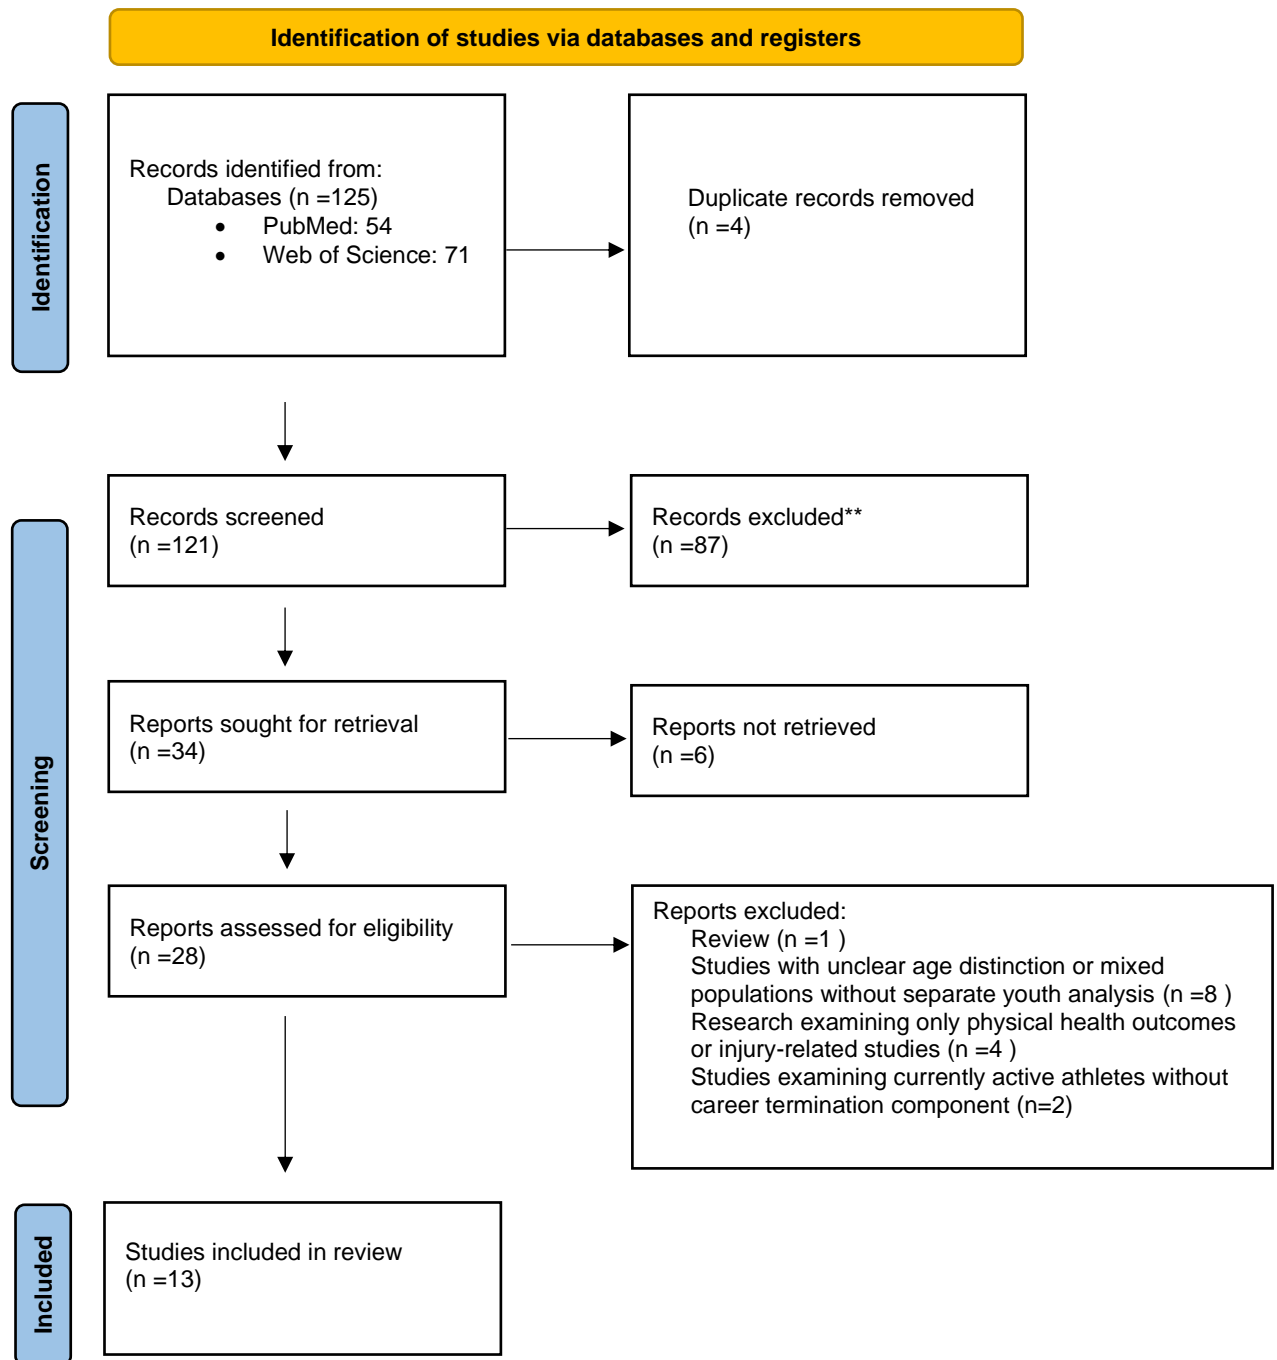 Identification of studies via databases and registers
Identification
Records identified from:
Databases (n =125)
• PubMed: 54
• Web of Science: 71
Duplicate records removed
(n =4)
Screening
Records screened
(n =121)
Records excluded**
(n =87)
Reports sought for retrieval
(n =34)
Reports not retrieved
(n =6)
Reports assessed for eligibility
(n =28)
Reports excluded:
Review (n =1 )
Studies with unclear age distinction or mixed
populations without separate youth analysis (n =8 )
Research examining only physical health outcomes
or injury-related studies (n =4 )
Studies examining currently active athletes without
career termination component (n=2)
Included
Studies included in review
(n =13)